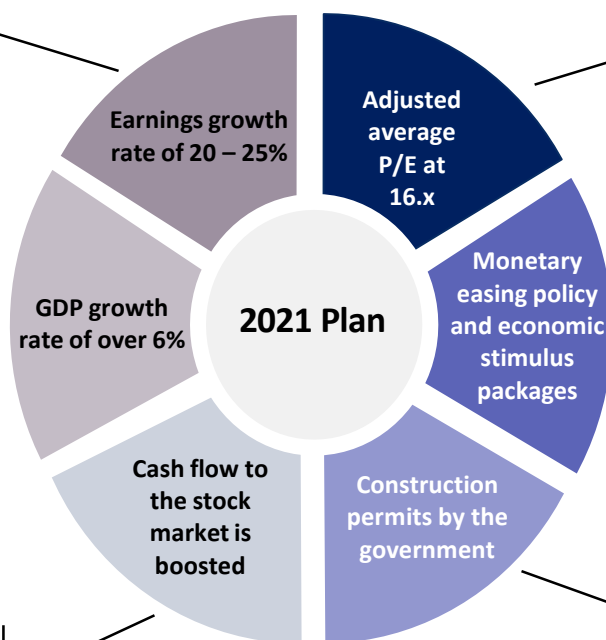 Earnings growth
rate of 20 – 25%
Adjusted
average
P/E at
16.x
Monetary
easing policy
and economic
stimulus
packages
Construction
permits by the
government
Cash flow to
the stock
market is
boosted
GDP growth
rate of over 6%
2021 Plan